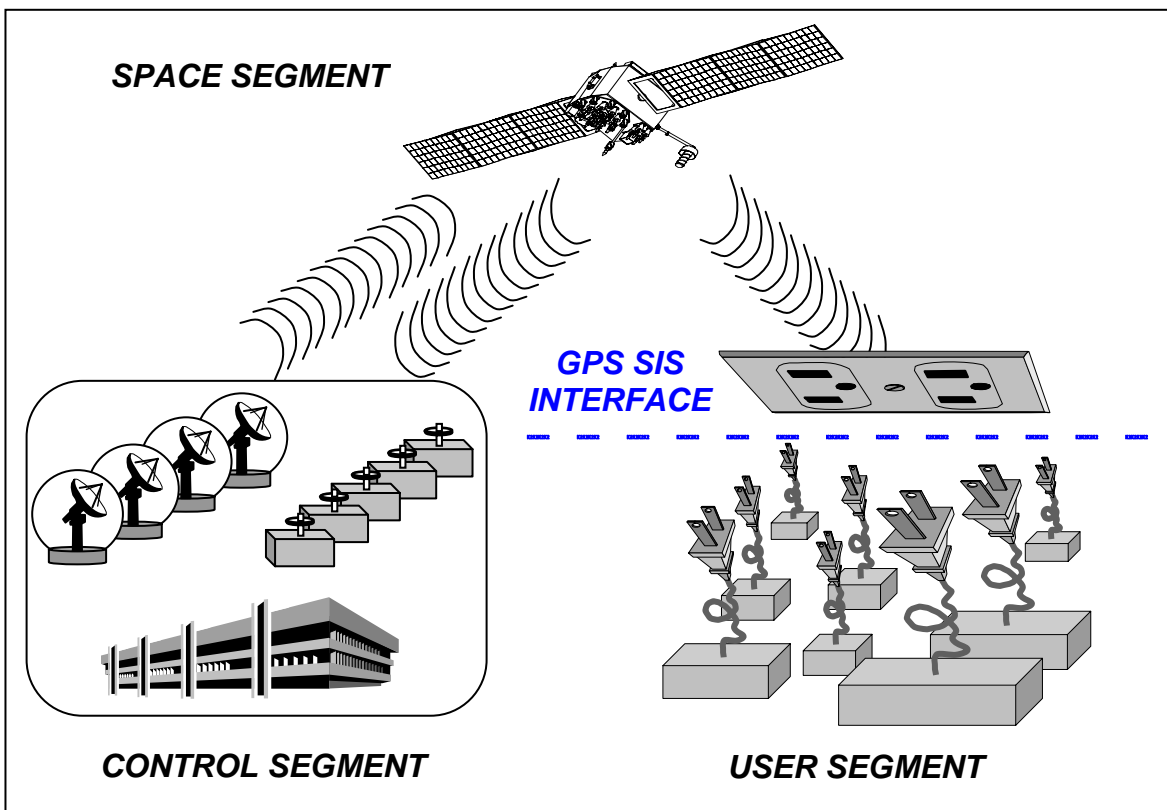 SPACE SEGMENT
GPS SIS
INTERFACE
CONTROL SEGMENT
USER SEGMENT